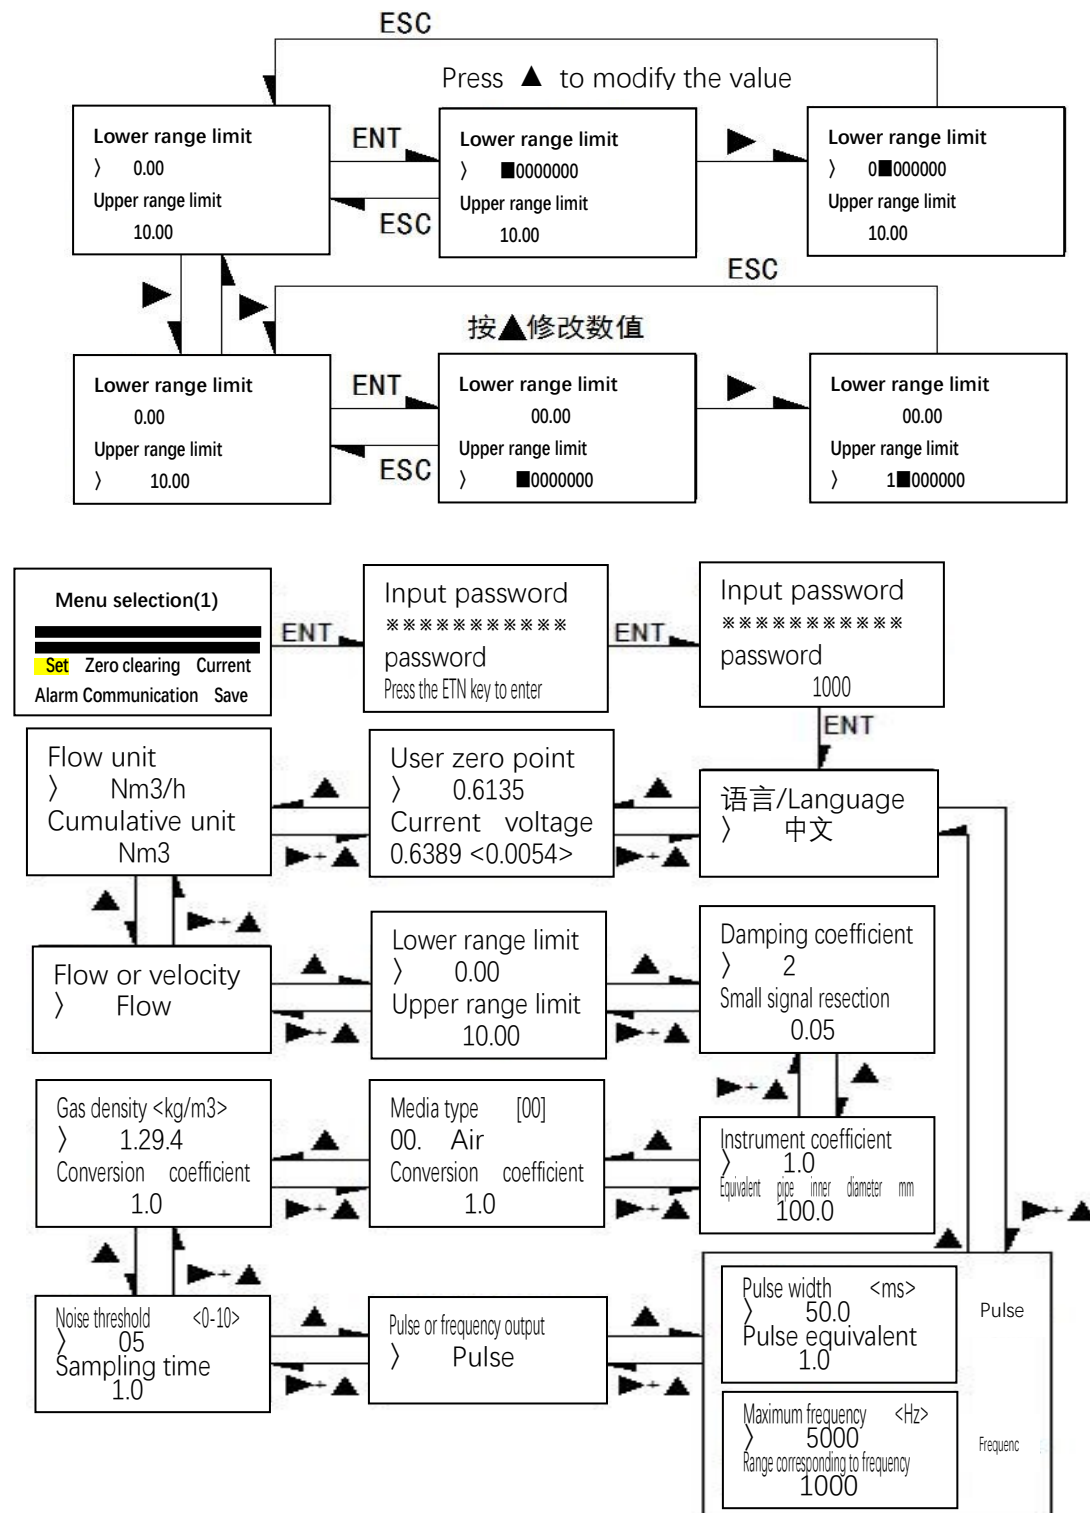 ESC
Press ▲ to modify the value
Lower range limit
〉 0.00
Upper range limit
10.00
ENT
ESC
Lower range limit
〉 ■0000000
Upper range limit
10.00
Lower range limit
〉 0■000000
Upper range limit
10.00
ESC
按▲修改数值
Lower range limit
0.00
Upper range limit
〉 10.00
ENT
ESC
Lower range limit
00.00
Upper range limit
〉 ■0000000
Lower range limit
00.00
Upper range limit
〉 1■000000
Menu selection(1)
Set Zero clearing Current
Alarm Communication Save
ENT
Input password
※※※※※※※※※※※
password
Press the ETN key to enter
ENT
Input password
※※※※※※※※※※※
password
1000
ENT
Flow unit
〉 Nm3/h
Cumulative unit
Nm3
▲
▶+▲
User zero point
〉 0.6135
Current voltage
0.6389 <0.0054>
▲
▶+▲
语言/Language
〉 中文
▲
▶+▲
Flow or velocity
〉 Flow
▲
▶+▲
Lower range limit
〉 0.00
Upper range limit
10.00
▲
▶+▲
Damping coefficient
〉 2
Small signal resection
0.05
▶+▲
▲
Gas density <kg/m3>
〉 1.29.4
Conversion coefficient
1.0
▲
▶+▲
Media type [00]
00. Air
Conversion coefficient
1.0
▲
▶+▲
Instrument coefficient
〉 1.0
Equivalent pipe inner diameter mm
100.0
▶+▲
▲
▲
▶+▲
Noise threshold <0-10>
〉 05
Sampling time
1.0
▲
▶+▲
Pulse or frequency output
〉 Pulse
▲
▶+▲
Pulse width <ms>
〉 50.0
Pulse equivalent
1.0
Pulse
Maximum frequency <Hz>
〉 5000
Range corresponding to frequency
1000
Frequenc